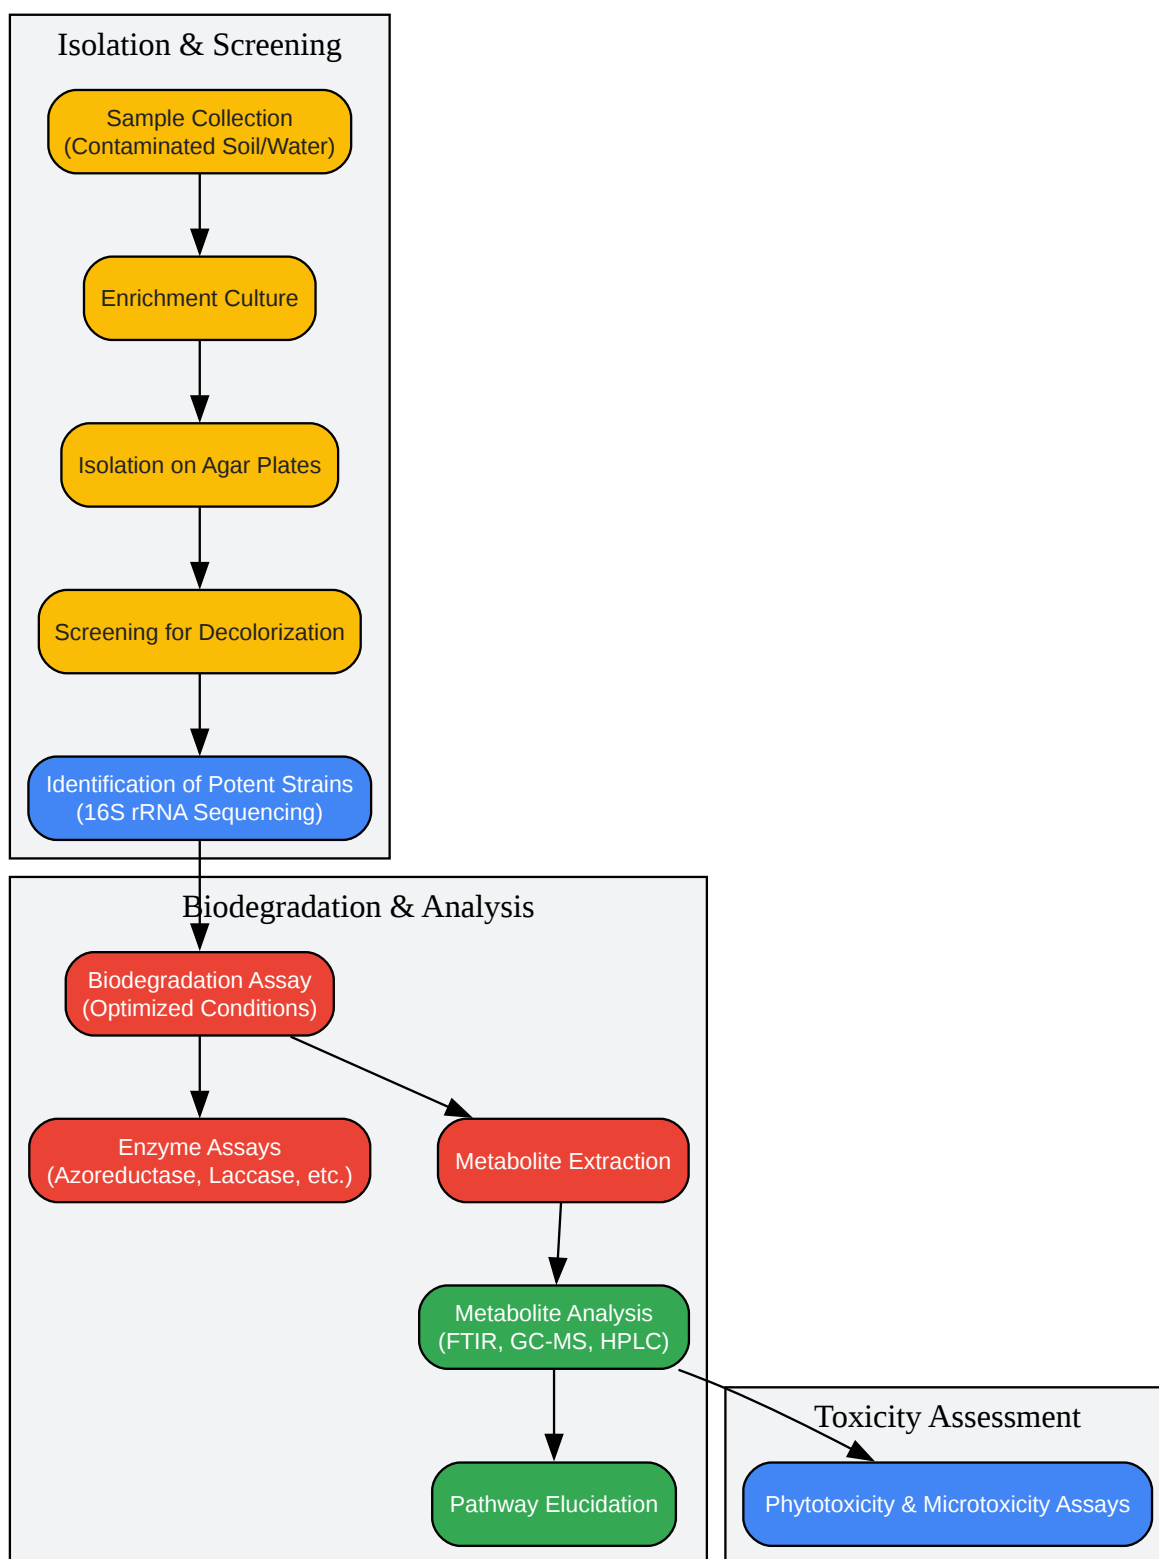 Isolation & Screening
Sample Collection
(Contaminated Soil/Water)
Enrichment Culture
Isolation on Agar Plates
Screening for Decolorization
Identification of Potent Strains
(16S rRNA Sequencing)
Biodegradation & Analysis
Biodegradation Assay
(Optimized Conditions)
Enzyme Assays
(Azoreductase, Laccase, etc.)
Metabolite Extraction
Metabolite Analysis
(FTIR, GC-MS, HPLC)
Pathway Elucidation
Toxicity Assessment
Phytotoxicity & Microtoxicity Assays